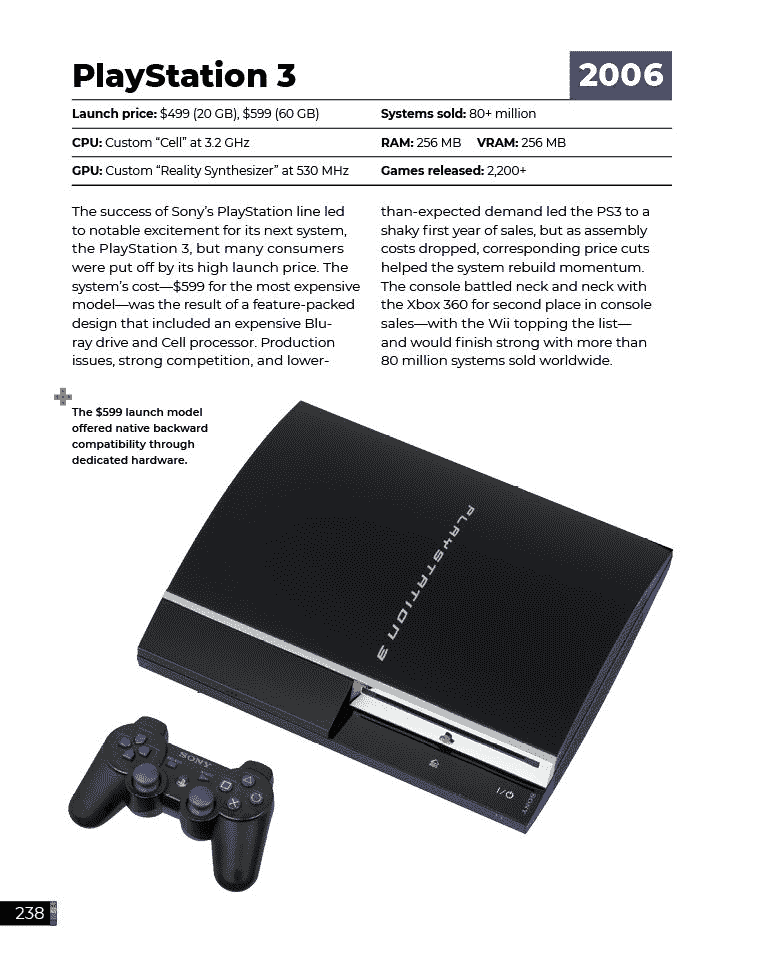 PlayStation 3
2006
Launch price: $499 (20 GB), $599 (60 GB)
Systems sold: 80+ million
CPU: Custom “Cell” at 3.2 GHz
RAM: 256 MB VRAM: 256 MB
GPU: Custom “Reality Synthesizer” at 530 MHz
Games released: 2,200+
The success of Sony’s PlayStation line led
to notable excitement for its next system,
the PlayStation 3, but many consumers
were put off by its high launch price. The
system’s cost—$599 for the most expensive
model—was the result of a feature-packed
design that included an expensive Blu-
ray drive and Cell processor. Production
issues, strong competition, and lower-
than-expected demand led the PS3 to a
shaky first year of sales, but as assembly
costs dropped, corresponding price cuts
helped the system rebuild momentum.
The console battled neck and neck with
the Xbox 360 for second place in console
sales—with the Wii topping the list—
and would finish strong with more than
80 million systems sold worldwide.
The $599 launch model
offered native backward
compatibility through
dedicated hardware.
PLAYSTATION 3
SONY
SONY
238